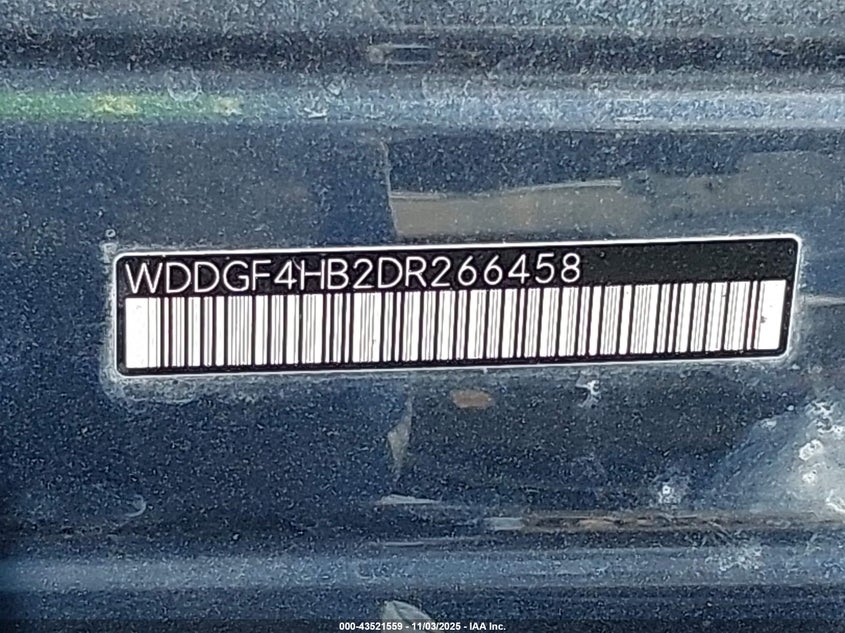 WDDGF4HB2DR266458
000-43521559 - 11/03/2025 - IAA Inc.